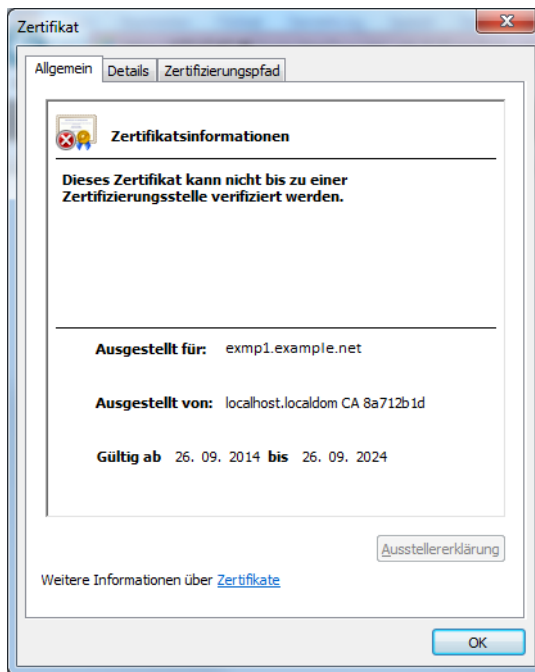 Zertifikat
Allgemein Details Zertifizierungspfad
Zertifikatsinformationen
Dieses Zertifikat kann nicht bis zu einer
Zertifizierungsstelle verifiziert werden.
Ausgestellt für: exmp1.example.net
Ausgestellt von: localhost.localdom CA 8a712b1d
Gültig ab 26. 09. 2014 bis 26. 09. 2024
Ausstellererklärung
Weitere Informationen über Zertifikate
OK